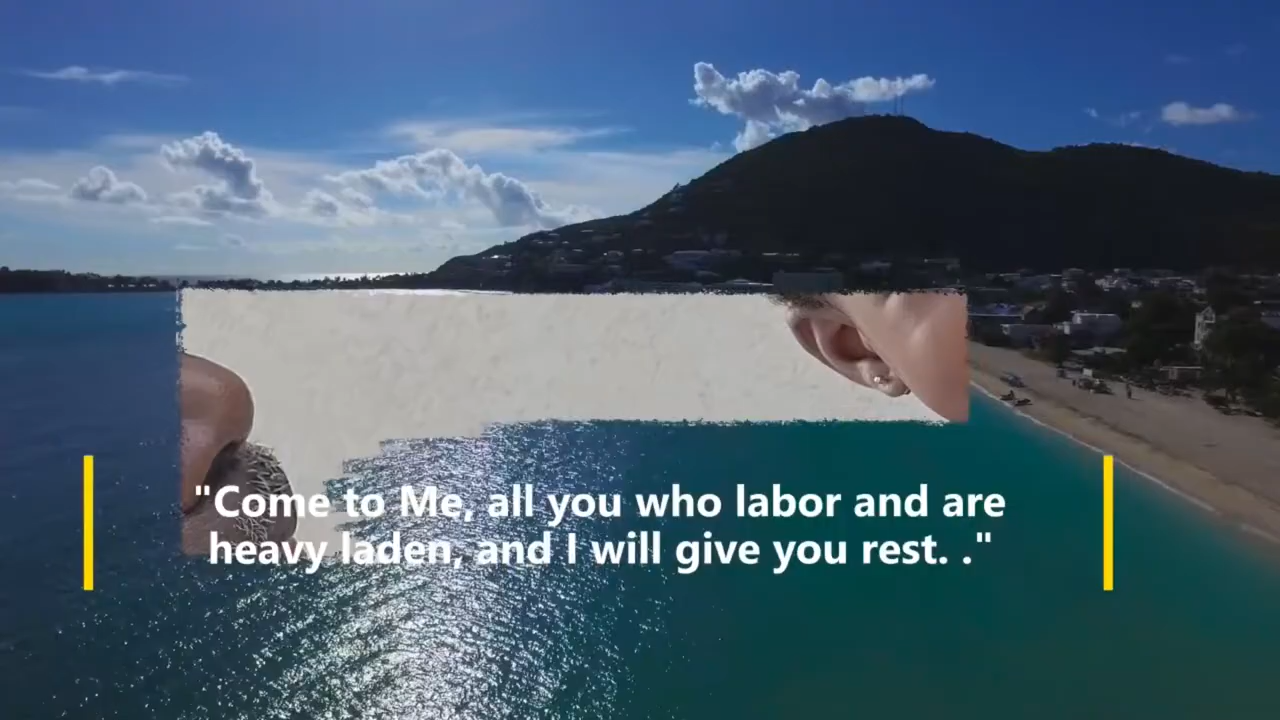 "Come to Me, all you who labor and are
heavy laden, and I will give you rest. ."